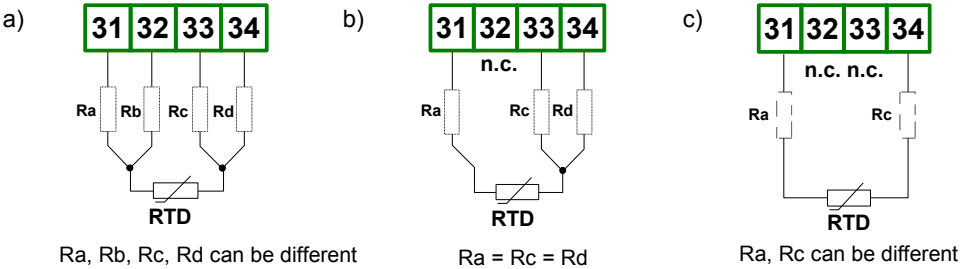 a)
31 32 33 34
Ra Rb Rc Rd
RTD
Ra, Rb, Rc, Rd can be different
b)
31 32 33 34
n.c.
Ra Rc Rd
RTD
Ra = Rc = Rd
c)
31 32 33 34
n.c. n.c.
Ra Rc
RTD
Ra, Rc can be different